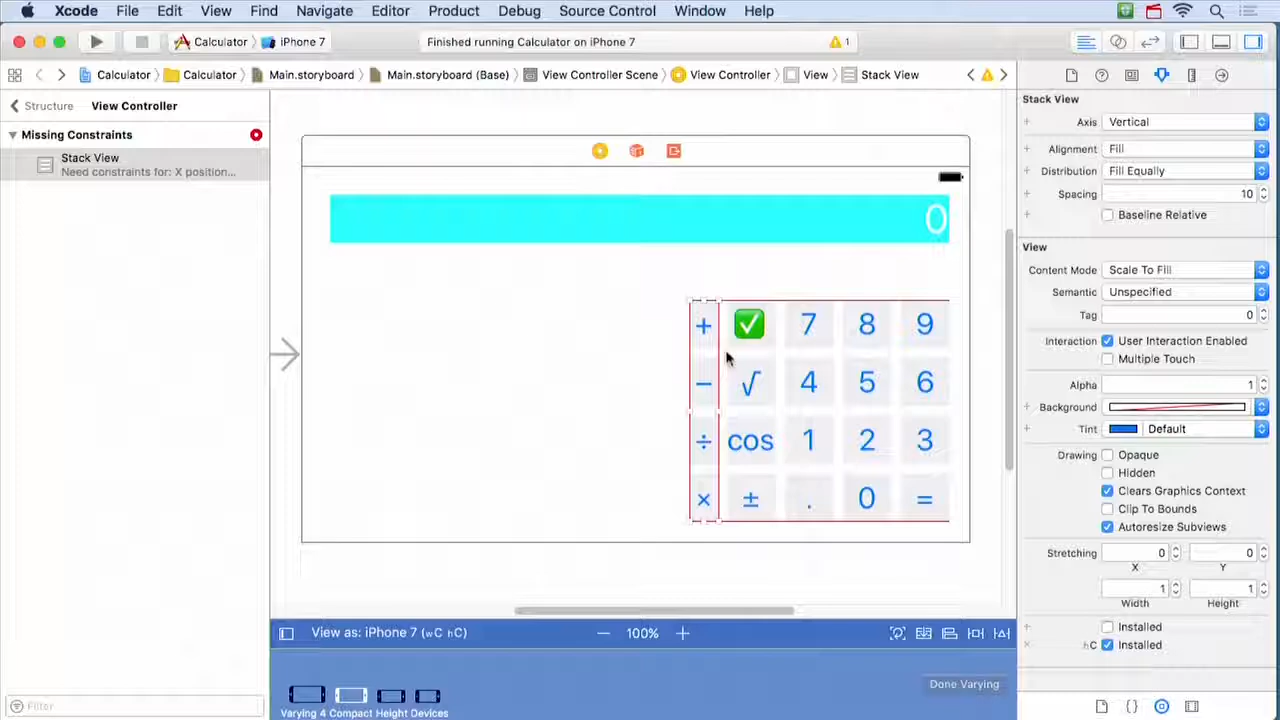 Xcode File Edit View Find Navigate Editor Product Debug Source Control Window Help
Calculator iPhone 7 Finished running Calculator on iPhone 7 1
Calculator Calculator Main.storyboard Main.storyboard (Base) View Controller Scene View Controller View Stack View
Structure View Controller
Missing Constraints
Stack View
Need constraints for: X position...
0
+ 7 8 9
− √ 4 5 6
÷ cos 1 2 3
× ± . 0 =
Stack View
Axis Vertical
Alignment Fill
Distribution Fill Equally
Spacing 10
Baseline Relative
View
Content Mode Scale To Fill
Semantic Unspecified
Tag 0
Interaction User Interaction Enabled
Multiple Touch
Alpha 1
Background
Tint Default
Drawing Opaque
Hidden
Clears Graphics Context
Clip To Bounds
Autoresize Subviews
Stretching 0 0
X Y
1 1
Width Height
Installed
hC Installed
View as: iPhone 7 (wC hC) 100%
Done Varying
Varying 4 Compact Height Devices
Filter